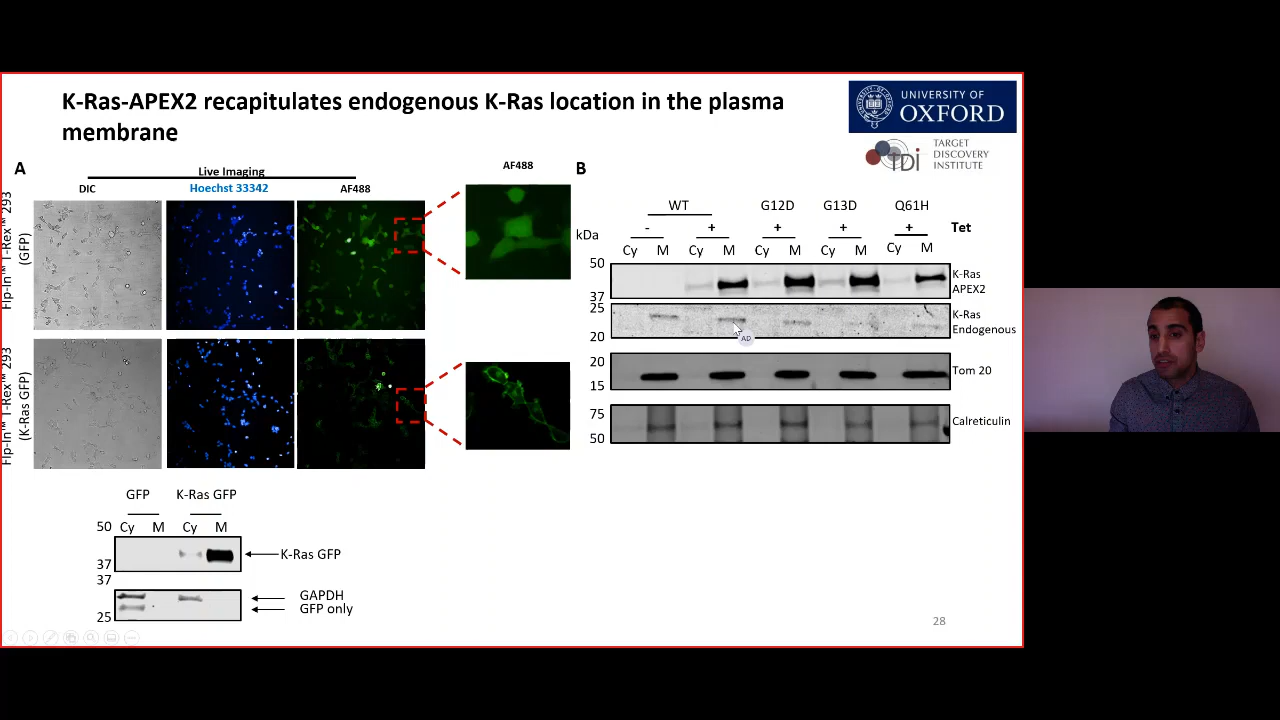 K-Ras-APEX2 recapitulates endogenous K-Ras location in the plasma
membrane
UNIVERSITY OF
OXFORD
TDi
TARGET
DISCOVERY
INSTITUTE
A
Live Imaging
DIC
Hoechst 33342
AF488
AF488
Flp-In™ T-Rex™ 293
(GFP)
Flp-In™ T-Rex™ 293
(K-Ras GFP)
GFP
K-Ras GFP
Cy M Cy M
50
37
K-Ras GFP
37
25
GAPDH
GFP only
B
WT G12D G13D Q61H
- + + + + Tet
kDa
Cy M Cy M Cy M Cy M Cy M
50
37
K-Ras
APEX2
25
20
K-Ras
Endogenous
AD
20
15
Tom 20
75
50
Calreticulin
28